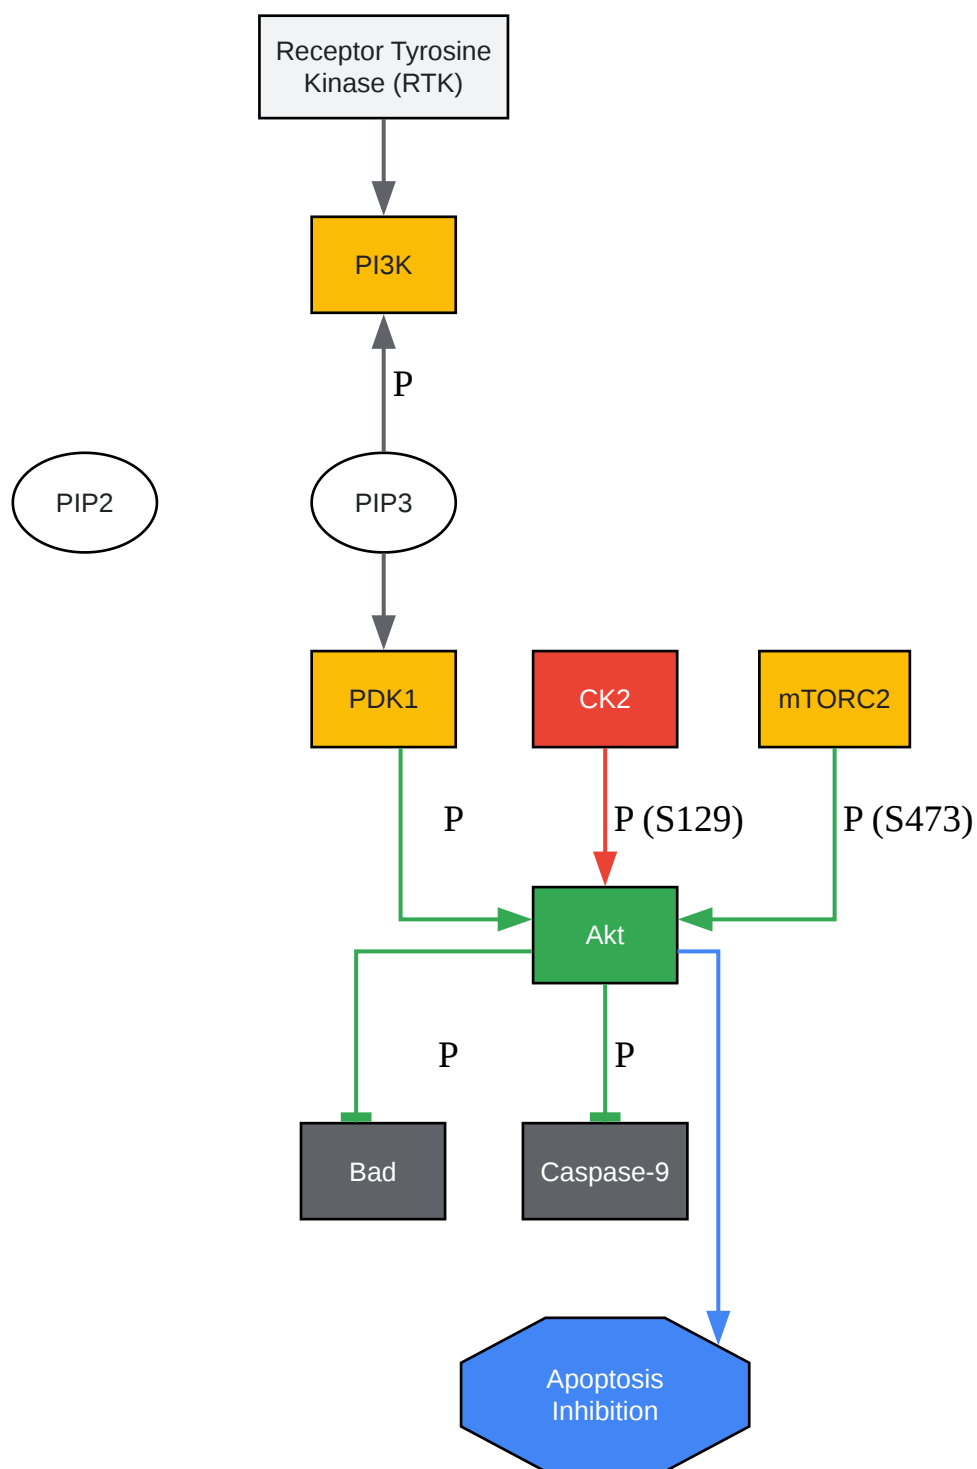 Receptor Tyrosine
Kinase (RTK)
PI3K
P
PIP2
PIP3
PDK1
CK2
mTORC2
P
P (S129)
P (S473)
Akt
P
P
Bad
Caspase-9
Apoptosis
Inhibition